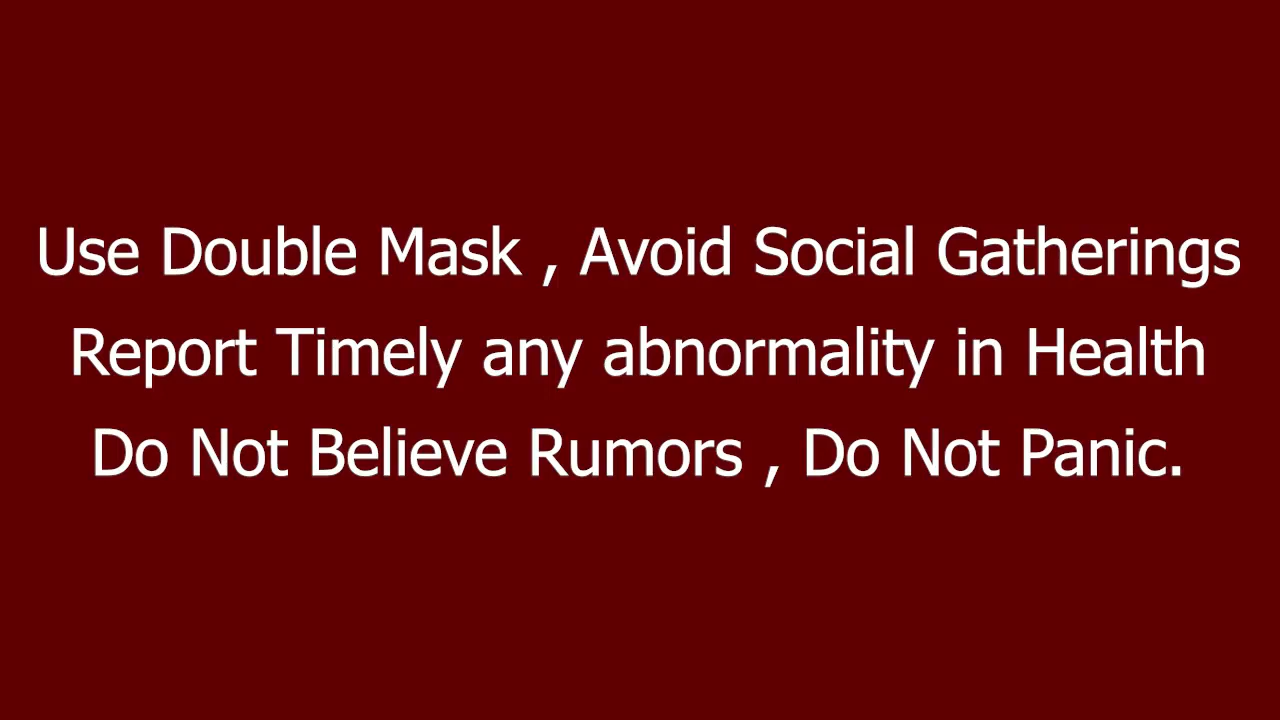 Use Double Mask , Avoid Social Gatherings
Report Timely any abnormality in Health
Do Not Believe Rumors , Do Not Panic.